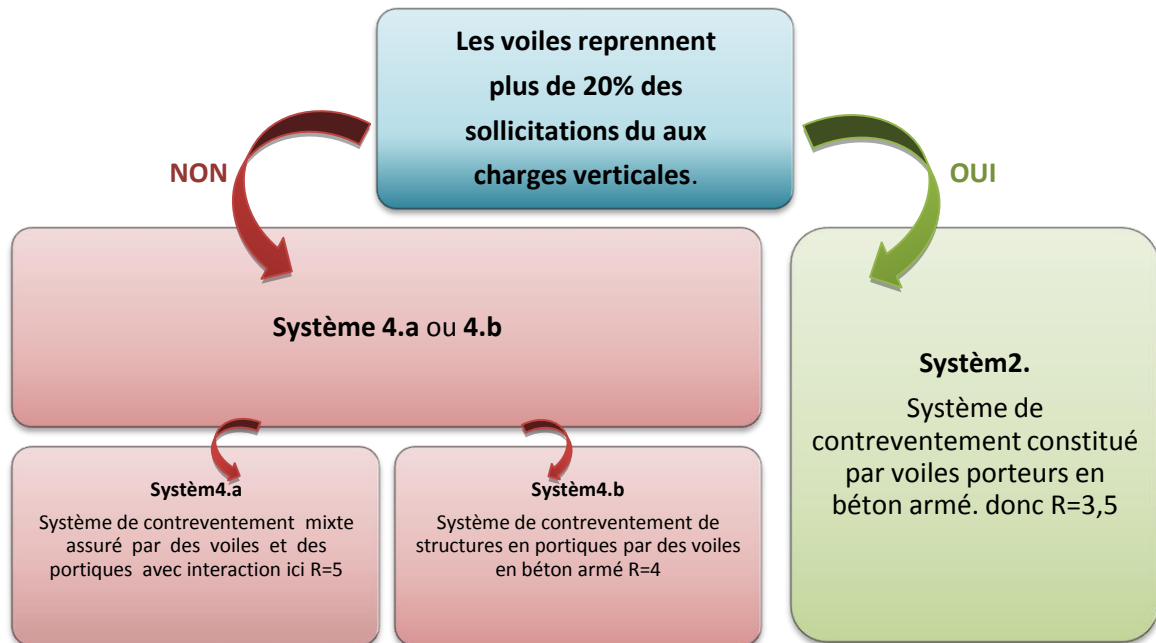 Les voiles reprennent
plus de 20% des
sollicitations du aux
charges verticales.
NON
OUI
Système 4.a ou 4.b
Systèm2.
Système de
contreventement constitué
par voiles porteurs en
béton armé. donc R=3,5
Systèm4.a
Système de contreventement mixte
assuré par des voiles et des
portiques avec interaction ici R=5
Systèm4.b
Système de contreventement de
structures en portiques par des voiles
en béton armé R=4